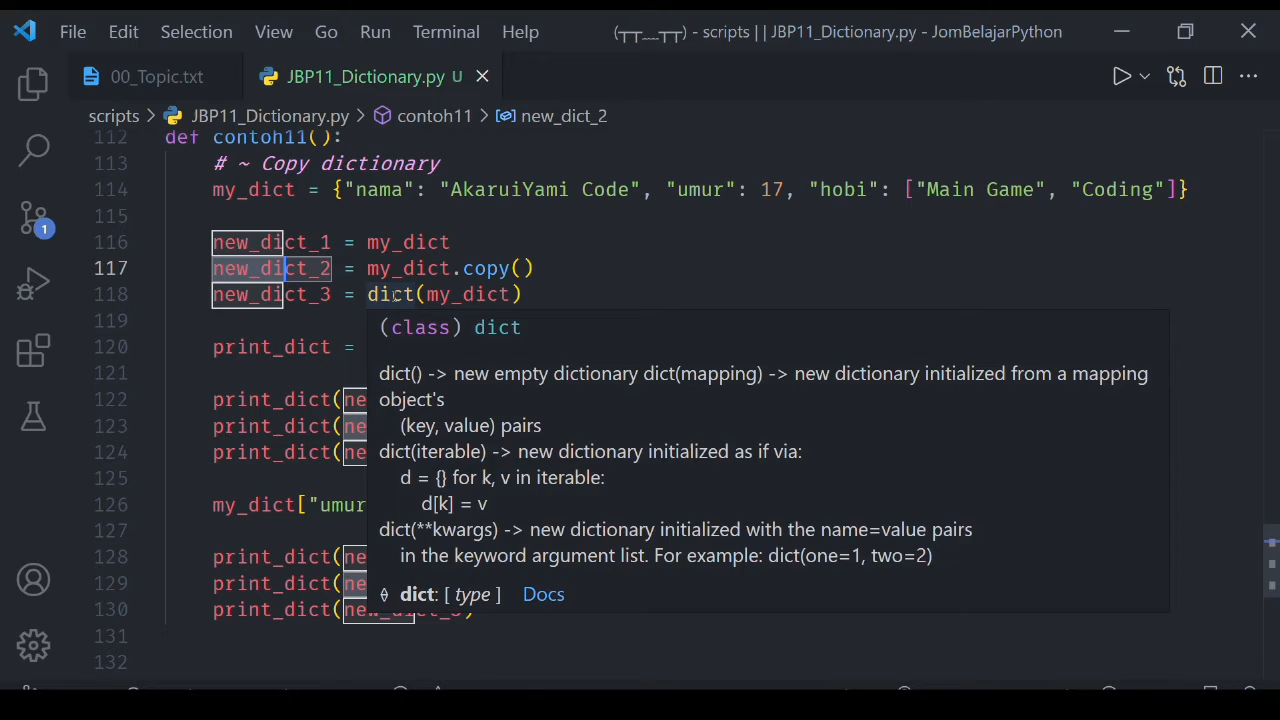 File Edit Selection View Go Run Terminal Help (┬┬﹏┬┬) - scripts || JBP11_Dictionary.py - JomBelajarPython
00_Topic.txt JBP11_Dictionary.py U
scripts > JBP11_Dictionary.py > contoh11 > new_dict_2
112 def contoh11():
113 # ~ Copy dictionary
114 my_dict = {"nama": "AkaruiYami Code", "umur": 17, "hobi": ["Main Game", "Coding"]}
115
116 new_dict_1 = my_dict
117 new_dict_2 = my_dict.copy()
118 new_dict_3 = dict(my_dict)
119
(class) dict
120 print_dict =
121
dict() -> new empty dictionary dict(mapping) -> new dictionary initialized from a mapping
object's
(key, value) pairs
dict(iterable) -> new dictionary initialized as if via:
d = {} for k, v in iterable:
d[k] = v
dict(**kwargs) -> new dictionary initialized with the name=value pairs
in the keyword argument list. For example: dict(one=1, two=2)
dict: [ type ] Docs
122 print_dict(ne
123 print_dict(ne
124 print_dict(ne
125
126 my_dict["umur
127
128 print_dict(ne
129 print_dict(ne
130 print_dict(new_dict_3)
131
132
1